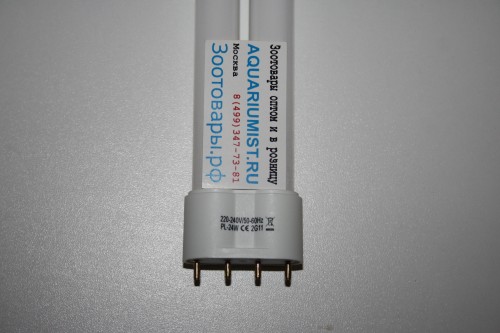 Зоотовары оптом и в розницу
AQUARIUMIST.RU
Москва 8(499)347-73-81
Зоотовары.рф
220-240V/50-60Hz
PL-24W CE 2G11